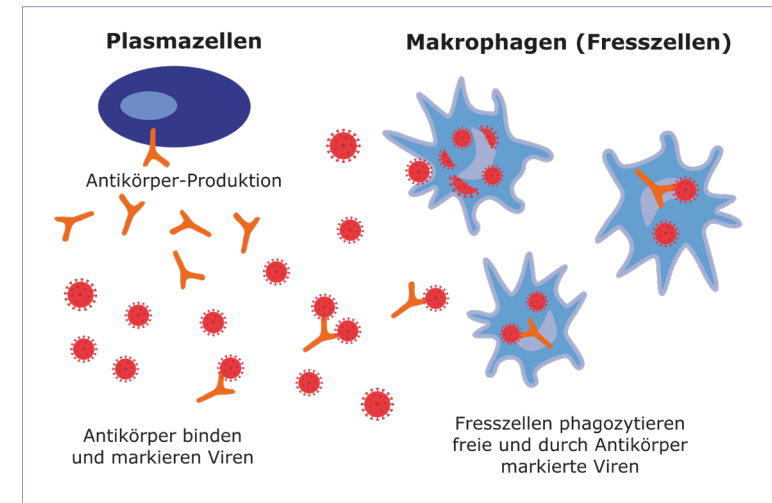 Plasmazellen
Antikörper-Produktion
Antikörper binden
und markieren Viren
Makrophagen (Fresszellen)
Fresszellen phagozytieren
freie und durch Antikörper
markierte Viren